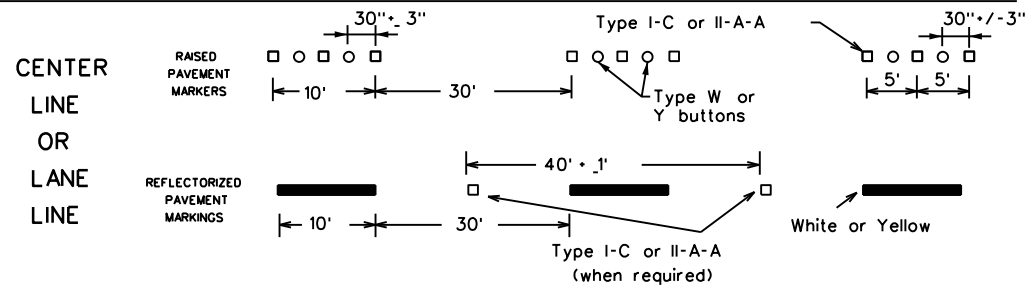 30"+_ 3"
Type I-C or II-A-A
30"+/-3"
CENTER
LINE
OR
LANE
LINE
RAISED
PAVEMENT
MARKERS
10'
30'
Type W or
Y buttons
5'
5'
40' +_1'
REFLECTORIZED
PAVEMENT
MARKINGS
10'
30'
Type I-C or II-A-A
(when required)
White or Yellow